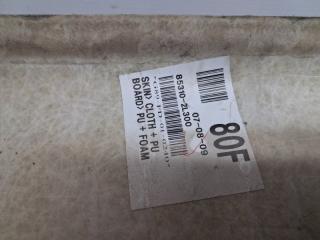 80F
07-08-09
85310-2L300
SKIN> CLOTH + PU
BOARD> PU + FOAM